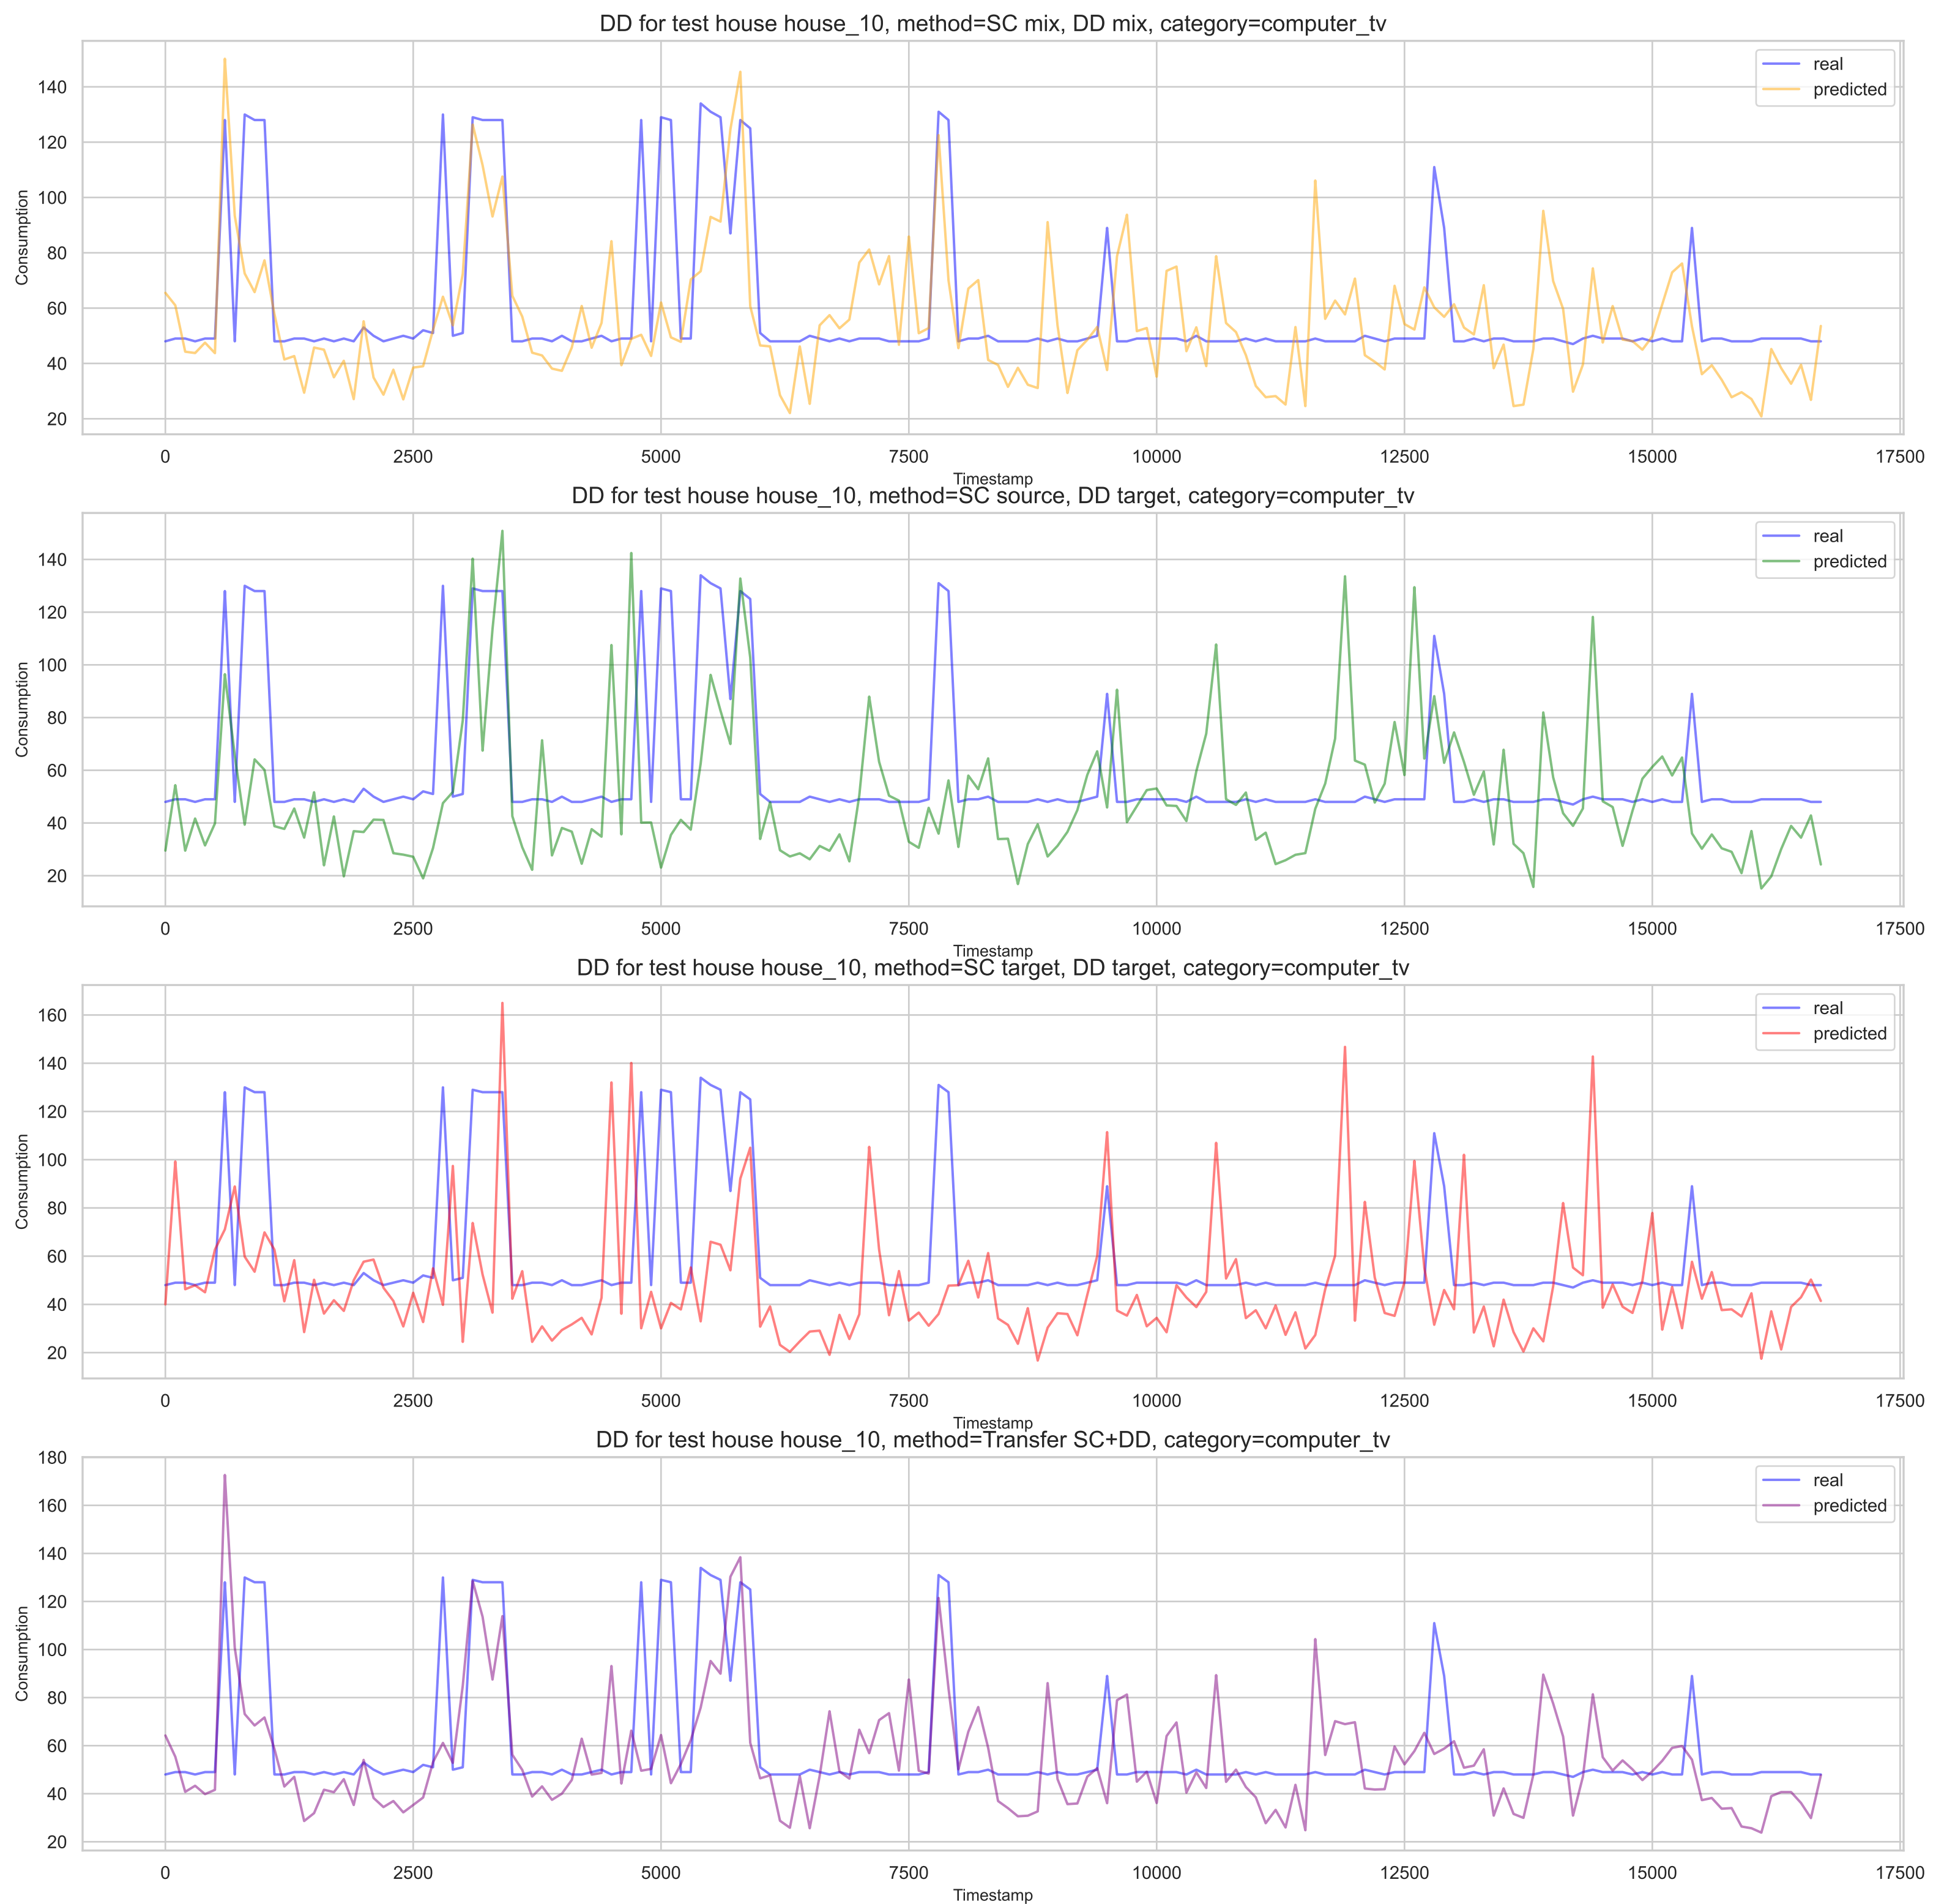 DD for test house house_10, method=SC mix, DD mix, category=computer_tv
real
predicted
Consumption
140
120
100
80
60
40
20
0 2500 5000 7500 10000 12500 15000 17500
Timestamp
DD for test house house_10, method=SC source, DD target, category=computer_tv
real
predicted
Consumption
140
120
100
80
60
40
20
0 2500 5000 7500 10000 12500 15000 17500
Timestamp
DD for test house house_10, method=SC target, DD target, category=computer_tv
real
predicted
Consumption
160
140
120
100
80
60
40
20
0 2500 5000 7500 10000 12500 15000 17500
Timestamp
DD for test house house_10, method=Transfer SC+DD, category=computer_tv
real
predicted
Consumption
180
160
140
120
100
80
60
40
20
0 2500 5000 7500 10000 12500 15000 17500
Timestamp